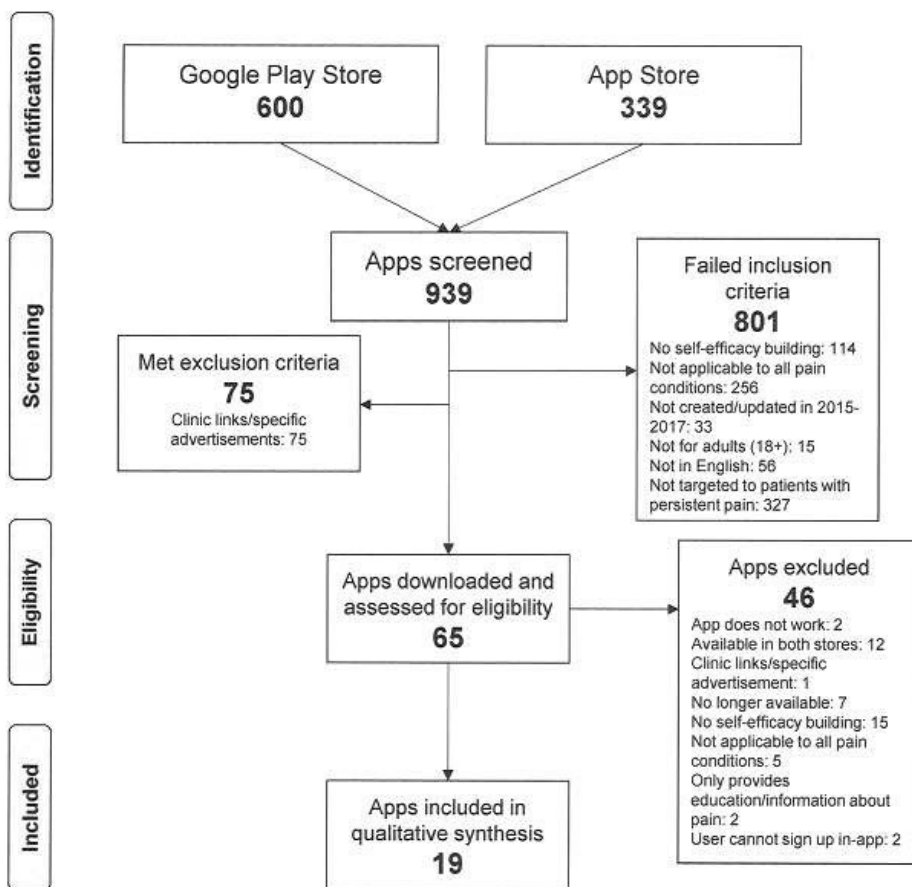 Identification
Google Play Store
600
App Store
339
Screening
Apps screened
939
Failed inclusion
criteria
801
No self-efficacy building: 114
Not applicable to all pain
conditions: 256
Not created/updated in 2015-
2017: 33
Not for adults (18+): 15
Not in English: 56
Not targeted to patients with
persistent pain: 327
Met exclusion criteria
75
Clinic links/specific
advertisements: 75
Eligibility
Apps downloaded and
assessed for eligibility
65
Apps excluded
46
App does not work: 2
Available in both stores: 12
Clinic links/specific
advertisement: 1
No longer available: 7
No self-efficacy building: 15
Not applicable to all pain
conditions: 5
Only provides
education/information about
pain: 2
User cannot sign up in-app: 2
Included
Apps included in
qualitative synthesis
19